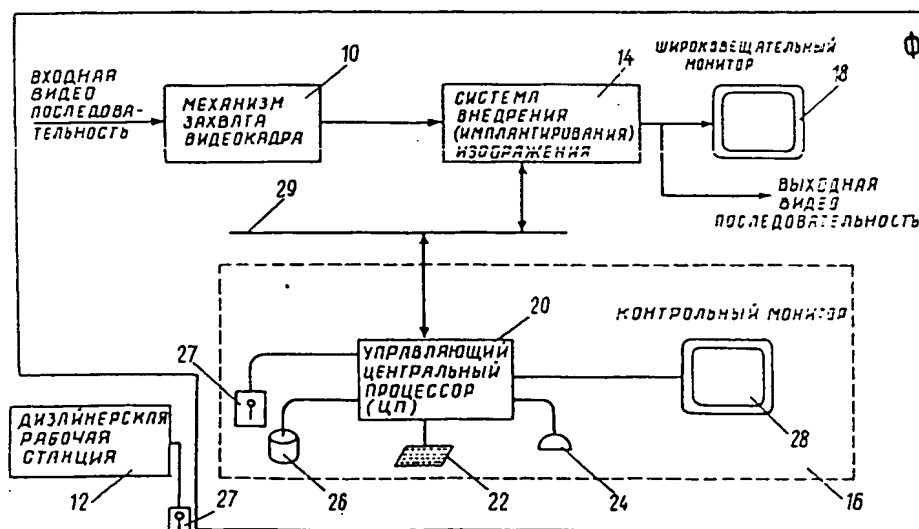 Ф
ШИРОКОВЕЩАТЕЛЬНЫЙ
МОНИТОР
18
10
14
ВХОДНАЯ
ВИДЕО
ПОСЛЕДОВА-
ТЕЛЬНОСТЬ
МЕХАНИЗМ
ЗАХВАТА
ВИДЕОКАДРА
СИСТЕМА
ВНЕДРЕНИЯ
(ИМПЛАНТИРОВАНИЯ)
ИЗОБРАЖЕНИЯ
ВЫХОДНАЯ
ВИДЕО
ПОСЛЕДОВАТЕЛЬНОСТЬ
29
20
КОНТРОЛЬНЫЙ МОНИТОР
УПРАВЛЯЮЩИЙ
ЦЕНТРАЛЬНЫЙ
ПРОЦЕССОР
(ЦП)
27
28
ДИЗАЙНЕРСКАЯ
РАБОЧАЯ
СТАНЦИЯ
12
27
26
22
24
16